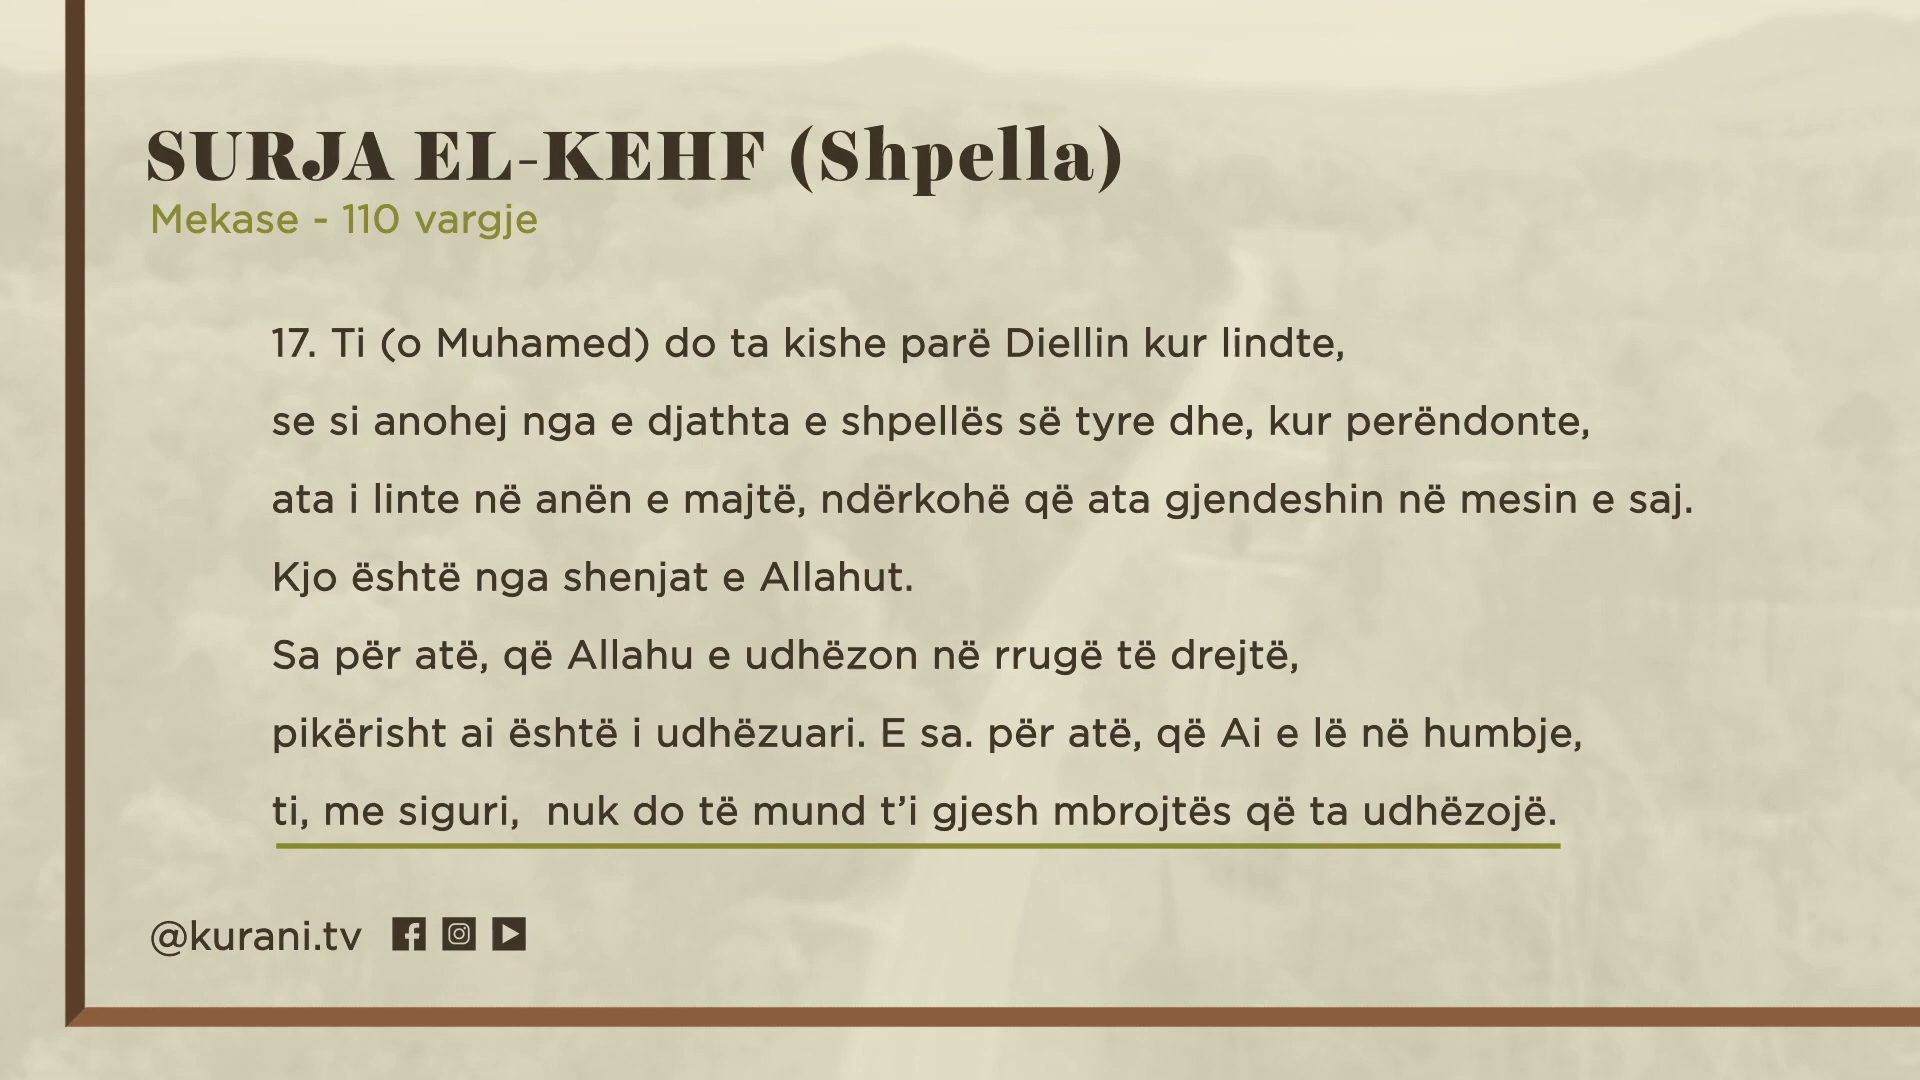 SURJA EL-KEHF (Shpella)
Mekase - 110 vargje
17. Ti (o Muhamed) do ta kishe parë Diellin kur lindte,
se si anohej nga e djathta e shpellës së tyre dhe, kur perëndonte,
ata i linte në anën e majtë, ndërkohë që ata gjendeshin në mesin e saj.
Kjo është nga shenjat e Allahut.
Sa për atë, që Allahu e udhëzon në rrugë të drejtë,
pikërisht ai është i udhëzuari. E sa. për atë, që Ai e lë në humbje,
ti, me siguri,  nuk do të mund t’i gjesh mbrojtës që ta udhëzojë.
@kurani.tv